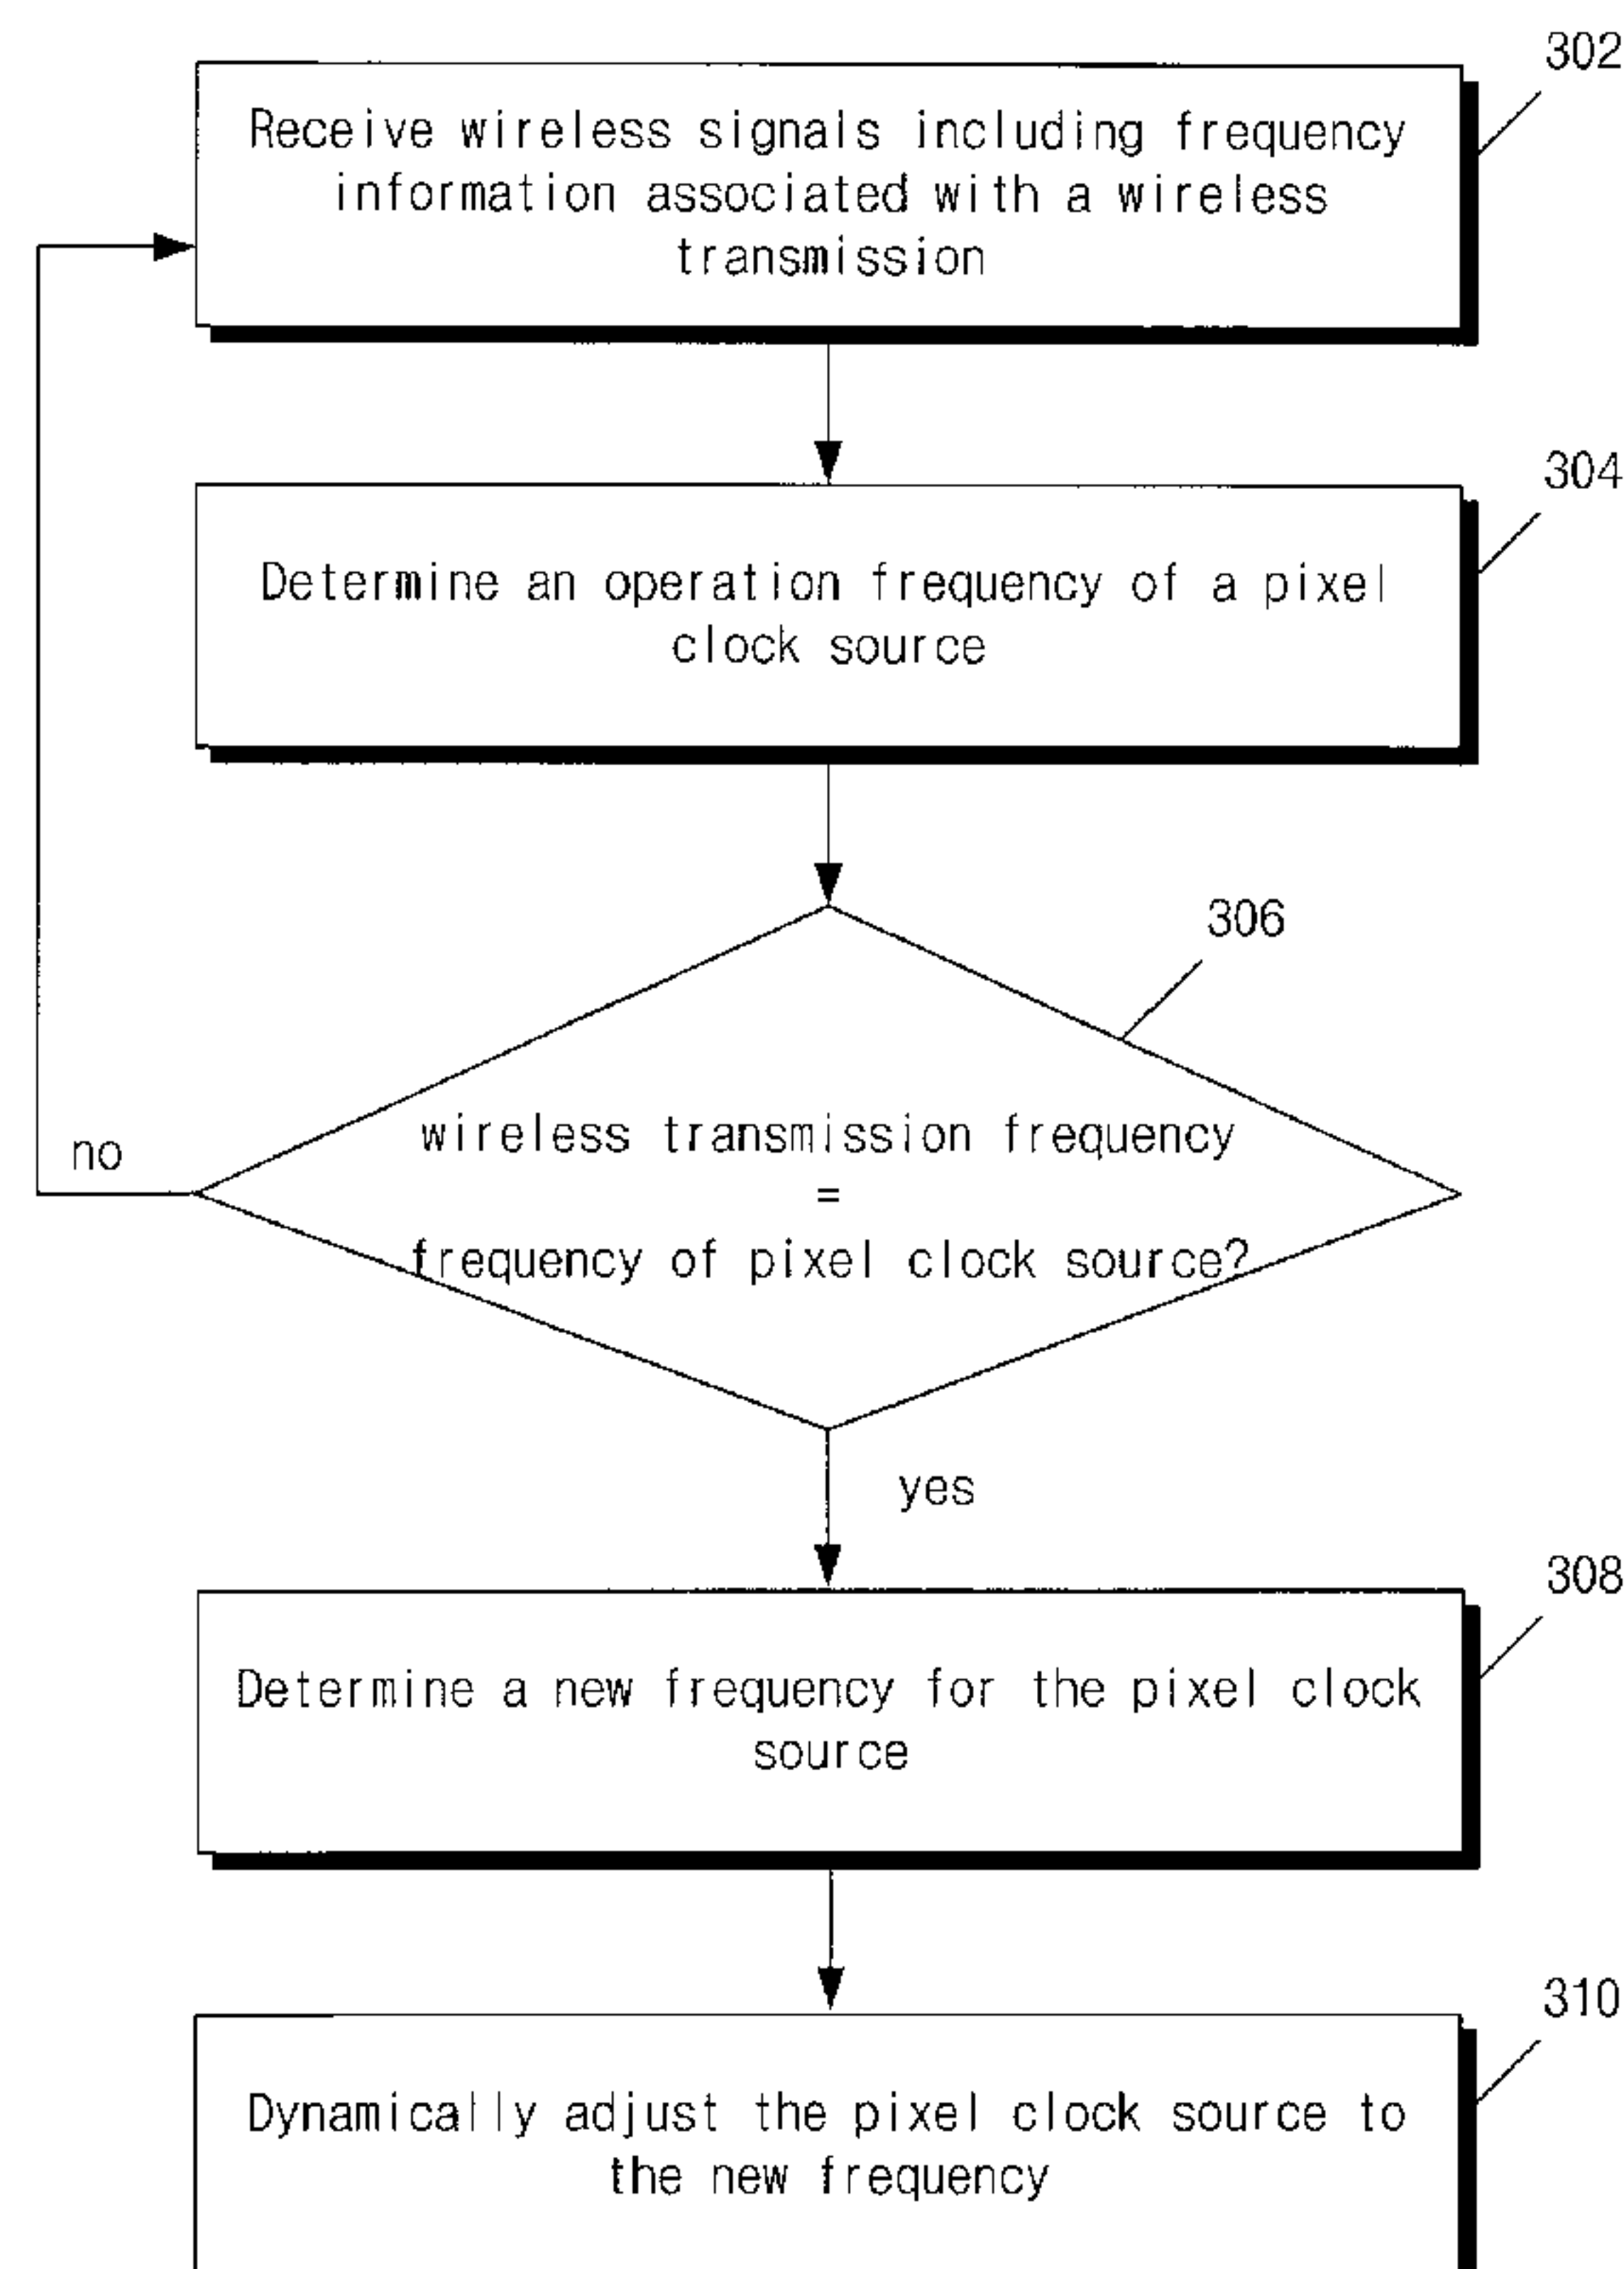 302
Receive wireless signals including frequency
information associated with a wireless
transmission
304
Determine an operation frequency of a pixel
clock source
306
wireless transmission frequency
=
frequency of pixel clock source?
no
yes
308
Determine a new frequency for the pixel clock
source
310
Dynamically adjust the pixel clock source to
the new frequency